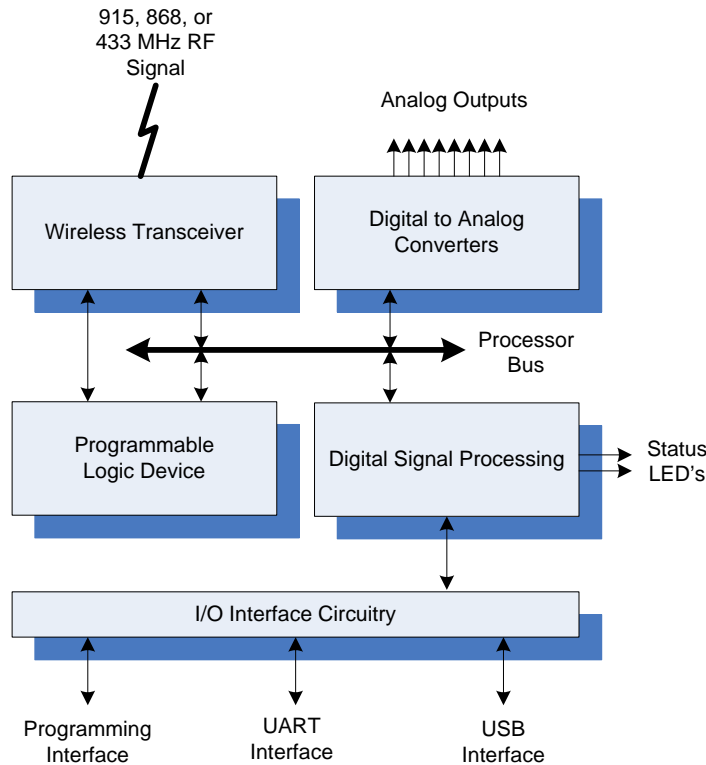 915, 868, or
433 MHz RF
Signal
Analog Outputs
Wireless Transceiver
Digital to Analog
Converters
Processor
Bus
Programmable
Logic Device
Digital Signal Processing
Status
LED's
I/O Interface Circuitry
Programming
Interface
UART
Interface
USB
Interface